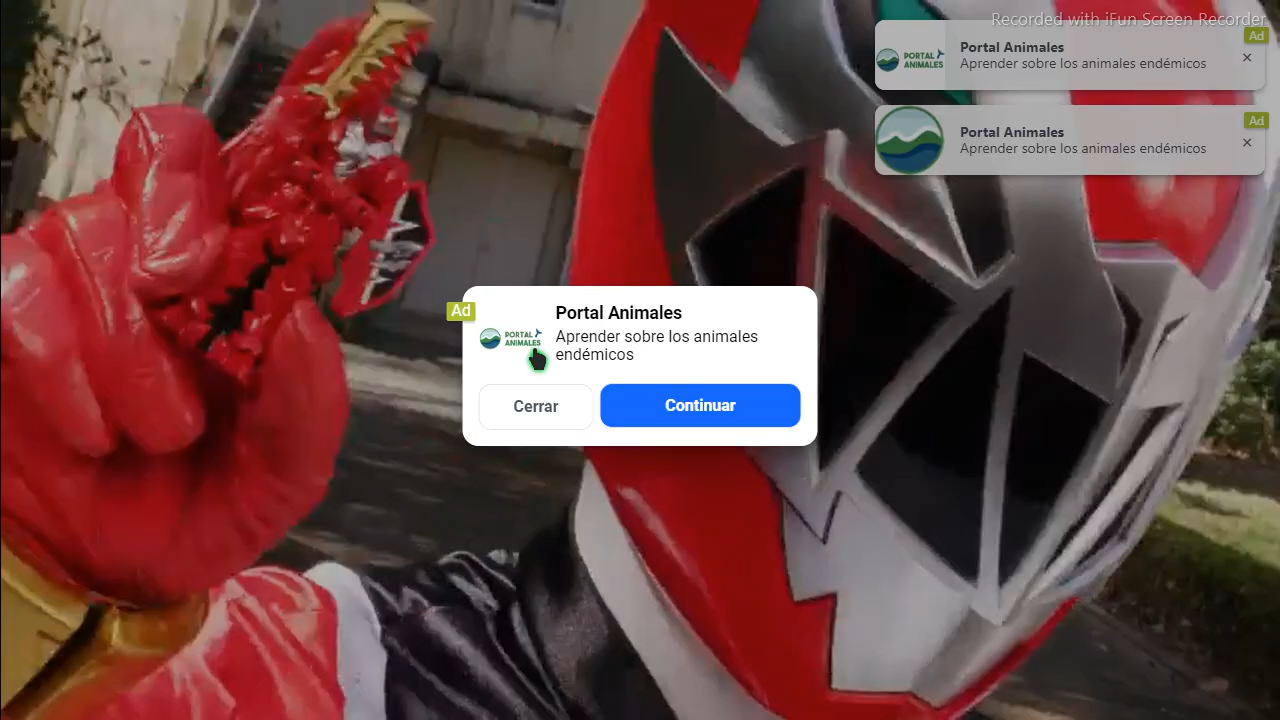 Recorded with iFun Screen Recorder
Ad
Portal Animales
Aprender sobre los animales endémicos
PORTAL
ANIMALES
Ad
Portal Animales
Aprender sobre los animales endémicos
Ad
Portal Animales
Aprender sobre los animales
endémicos
PORTAL
ANIMALES
Cerrar
Continuar